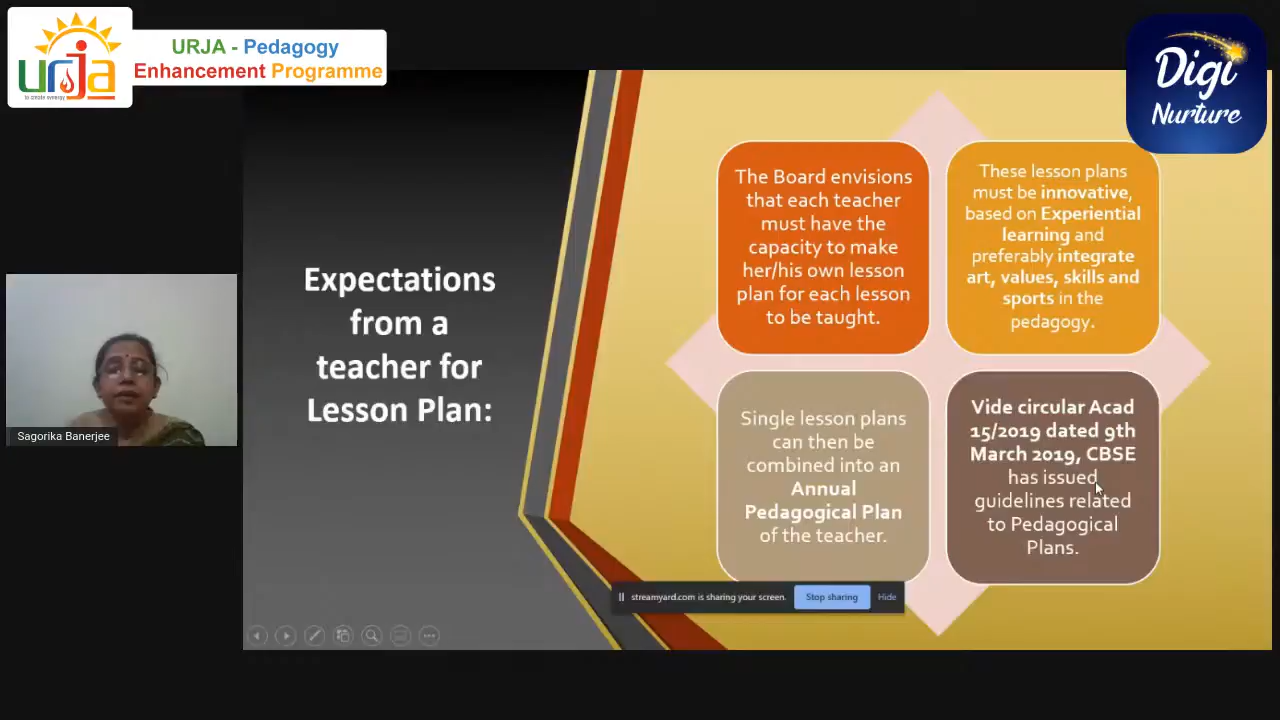 urja
to create synergy
URJA - Pedagogy
Enhancement Programme
Digi
Nurture
Expectations
from a
teacher for
Lesson Plan:
The Board envisions
that each teacher
must have the
capacity to make
her/his own lesson
plan for each lesson
to be taught.
These lesson plans
must be innovative,
based on Experiential
learning and
preferably integrate
art, values, skills and
sports in the
pedagogy.
Single lesson plans
can then be
combined into an
Annual
Pedagogical Plan
of the teacher.
Vide circular Acad
15/2019 dated 9th
March 2019, CBSE
has issued
guidelines related
to Pedagogical
Plans.
Sagorika Banerjee
streamyard.com is sharing your screen.
Stop sharing
Hide